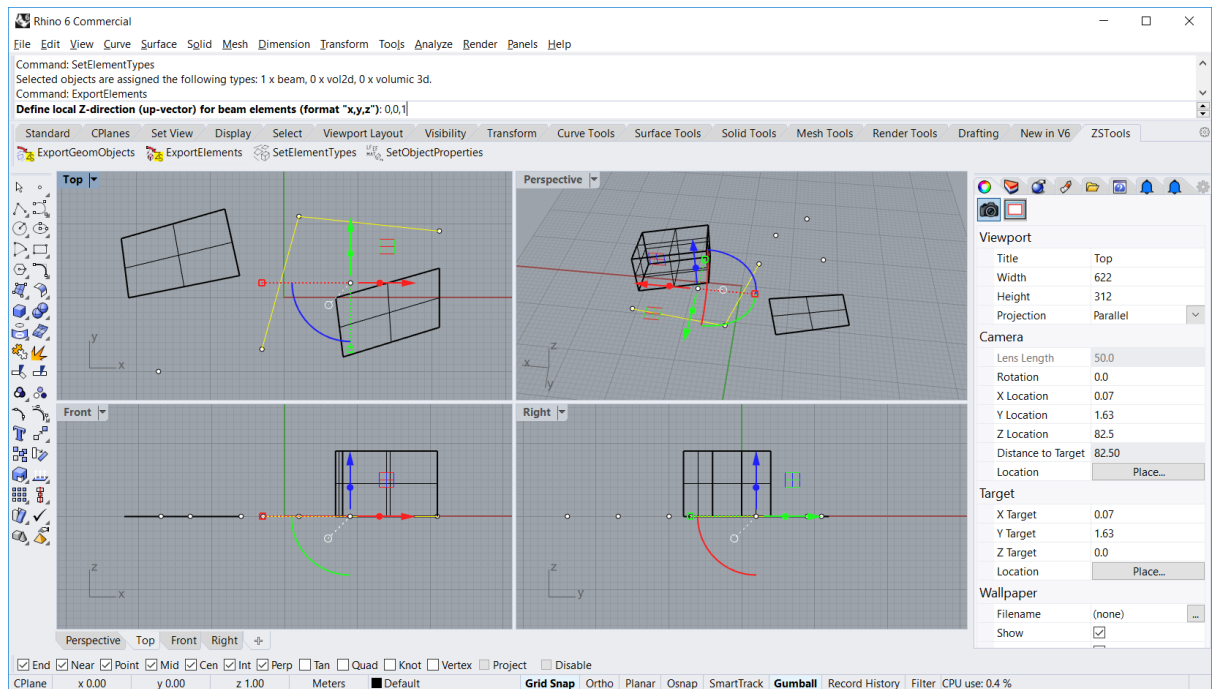 Rhino 6 Commercial
File Edit View Curve Surface Solid Mesh Dimension Transform Tools Analyze Render Panels Help
Command: SetElementTypes
Selected objects are assigned the following types: 1 x beam, 0 x vol2d, 0 x volumic 3d.
Command: ExportElements
Define local Z-direction (up-vector) for beam elements (format "x,y,z"): 0,0,1
Standard CPlanes Set View Display Select Viewport Layout Visibility Transform Curve Tools Surface Tools Solid Tools Mesh Tools Render Tools Drafting New in V6 ZSTools
ExportGeomObjects ExportElements SetElementTypes SetObjectProperties
Top
Perspective
y
x
z
x
y
Front
Right
z
x
z
y
Viewport
Title Top
Width 622
Height 312
Projection Parallel
Camera
Lens Length 50.0
Rotation 0.0
X Location 0.07
Y Location 1.63
Z Location 82.5
Distance to Target 82.50
Location Place...
Target
X Target 0.07
Y Target 1.63
Z Target 0.0
Location Place...
Wallpaper
Filename (none) ...
Show
Perspective Top Front Right
End Near Point Mid Cen Int Perp Tan Quad Knot Vertex Project Disable
CPlane x 0.00 y 0.00 z 1.00 Meters Default Grid Snap Ortho Planar Osnap SmartTrack Gumball Record History Filter CPU use: 0.4 %